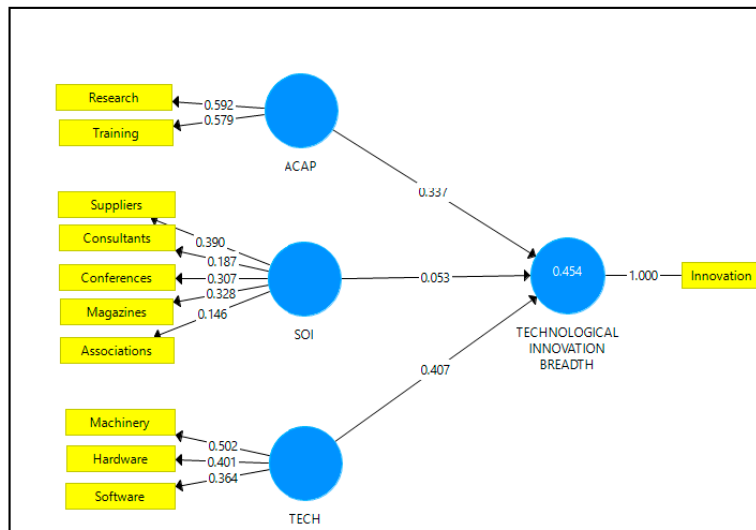 Research
0.592
Training
0.579
ACAP
0.337
Suppliers
0.390
Consultants
0.187
Conferences
0.307
Magazines
0.328
Associations
0.146
SOI
0.053
0.454
1.000
Innovation
TECHNOLOGICAL
INNOVATION
BREADTH
0.407
Machinery
0.502
Hardware
0.401
Software
0.364
TECH